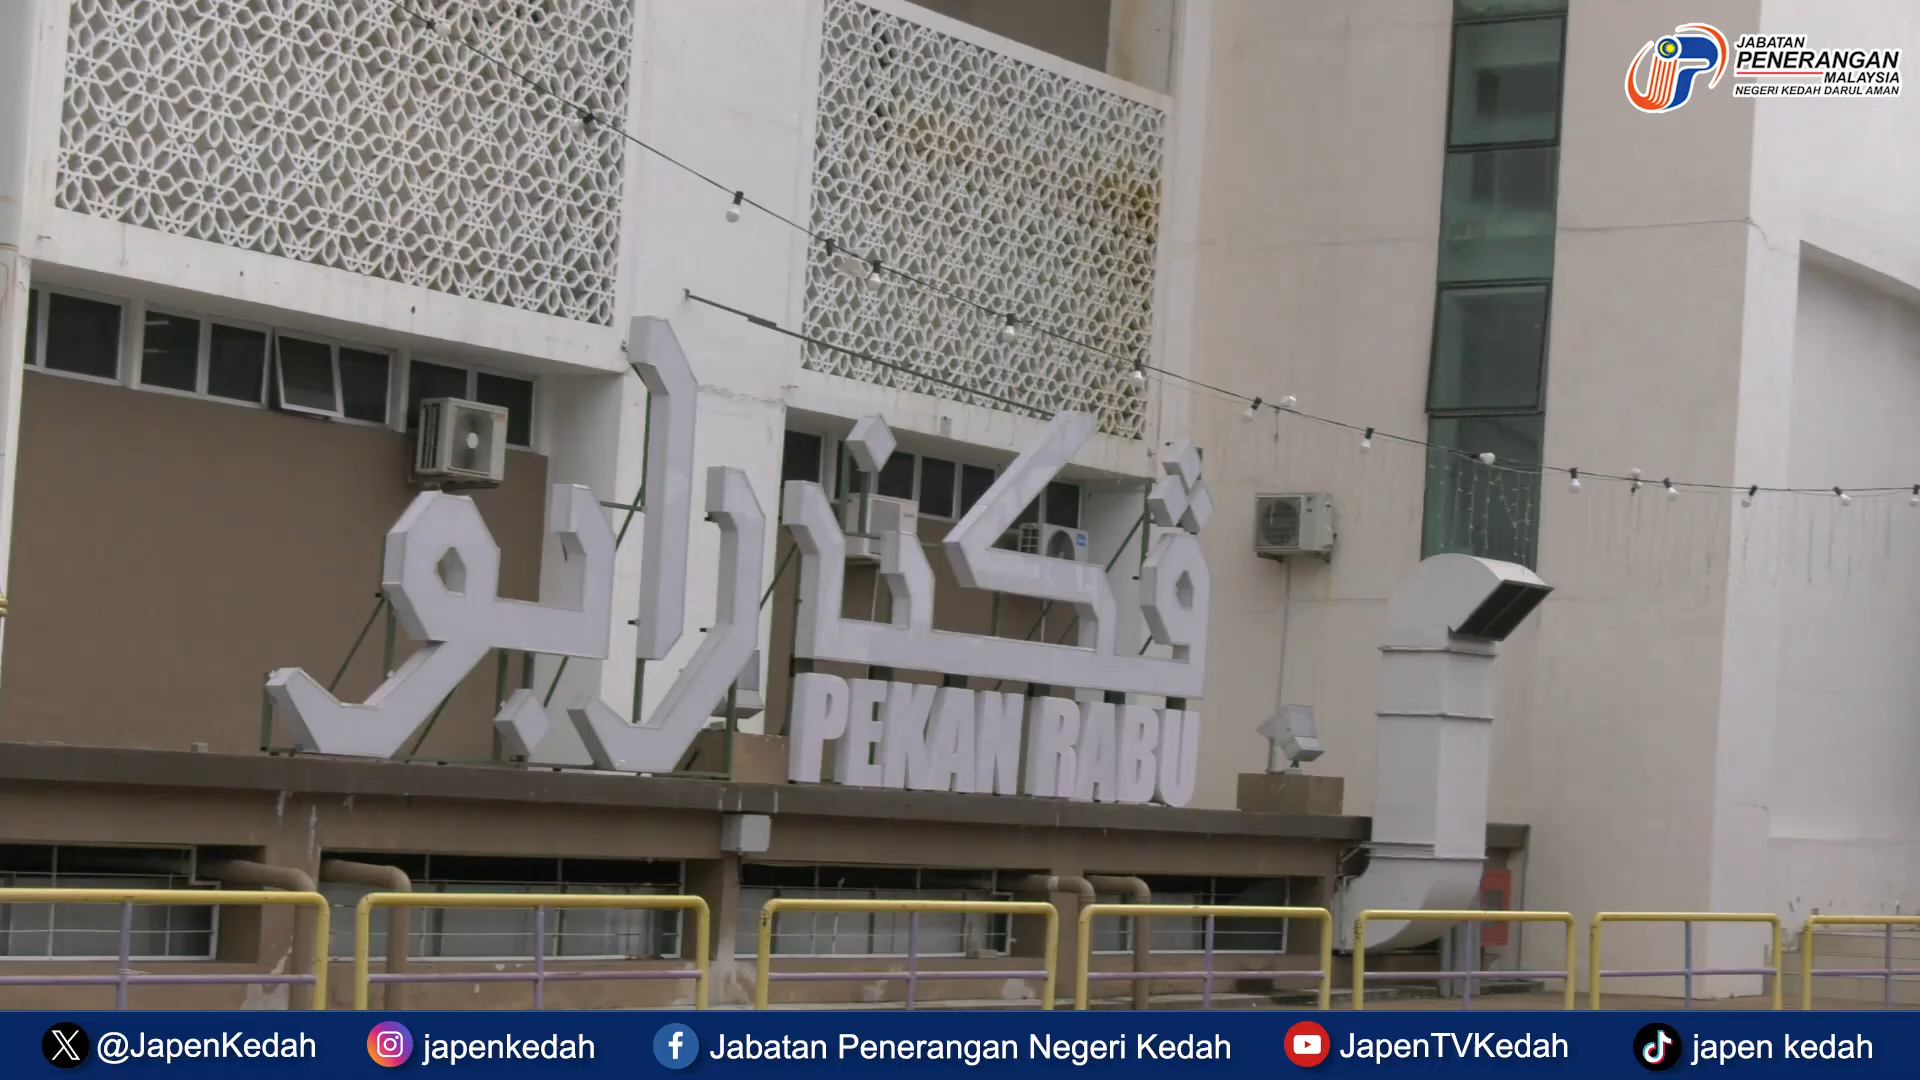 JABATAN
PENERANGAN
MALAYSIA
NEGERI KEDAH DARUL AMAN
ڤكن رابو
PEKAN RABU
@JapenKedah
japenkedah
Jabatan Penerangan Negeri Kedah
JapenTVKedah
japen kedah